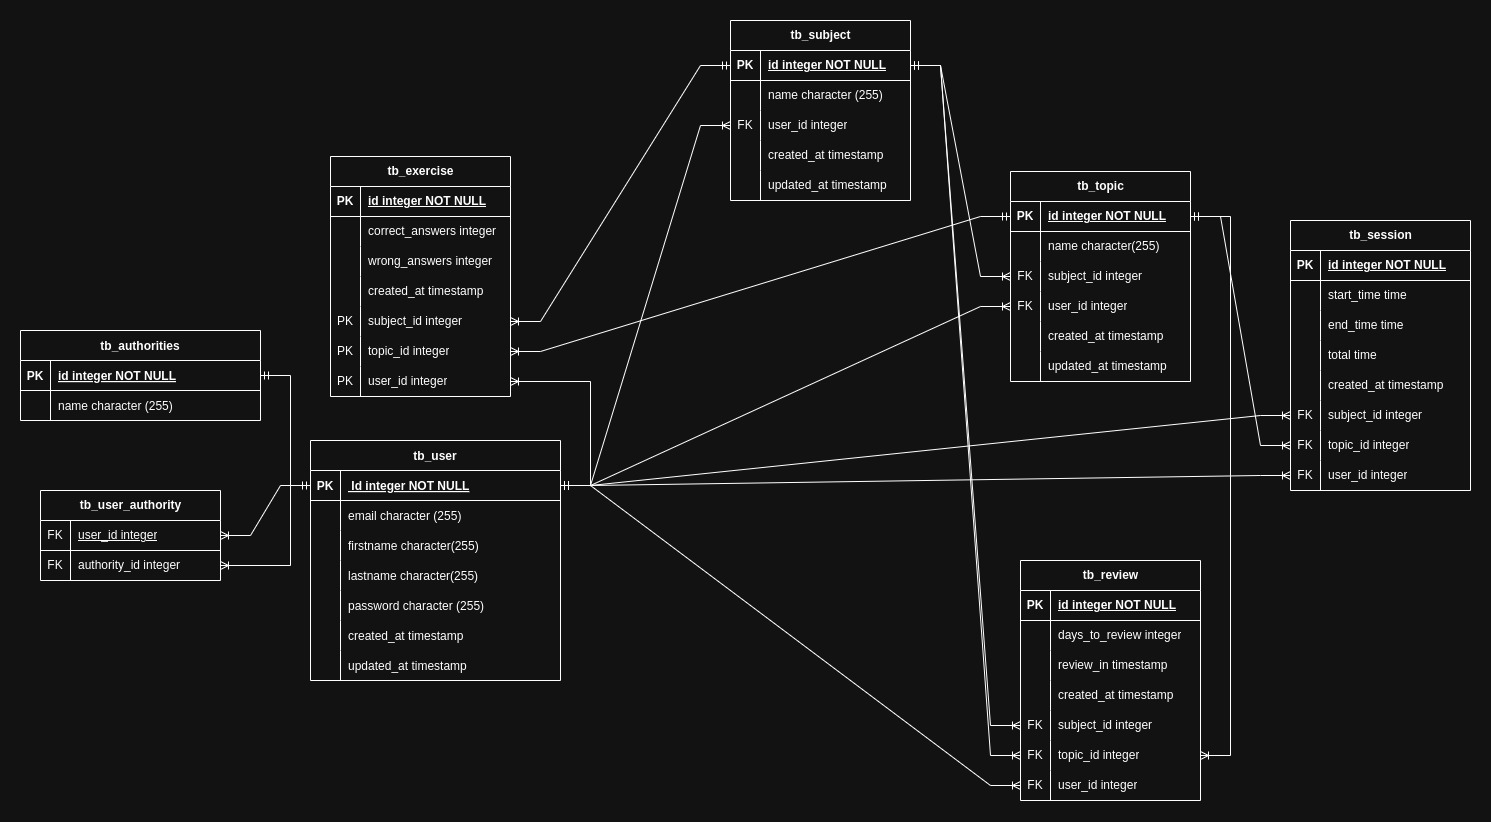 tb_subject
PK id integer NOT NULL
name character (255)
FK user_id integer
created_at timestamp
updated_at timestamp
tb_exercise
PK id integer NOT NULL
correct_answers integer
wrong_answers integer
created_at timestamp
PK subject_id integer
PK topic_id integer
PK user_id integer
tb_topic
PK id integer NOT NULL
name character(255)
FK subject_id integer
FK user_id integer
created_at timestamp
updated_at timestamp
tb_session
PK id integer NOT NULL
start_time time
end_time time
total time
created_at timestamp
FK subject_id integer
FK topic_id integer
FK user_id integer
tb_authorities
PK id integer NOT NULL
name character (255)
tb_user
PK Id integer NOT NULL
email character (255)
firstname character(255)
lastname character(255)
password character (255)
created_at timestamp
updated_at timestamp
tb_user_authority
FK user_id integer
FK authority_id integer
tb_review
PK id integer NOT NULL
days_to_review integer
review_in timestamp
created_at timestamp
FK subject_id integer
FK topic_id integer
FK user_id integer